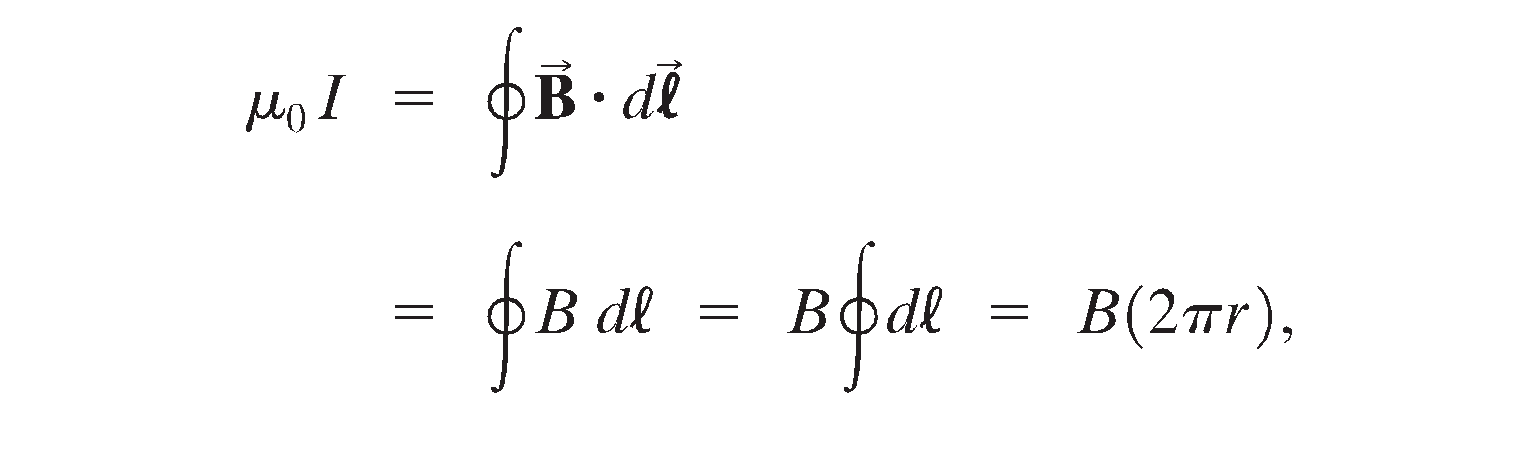 μ₀ I = ∮ B⃗ · dℓ⃗
= ∮ B dℓ = B ∮ dℓ = B(2πr),